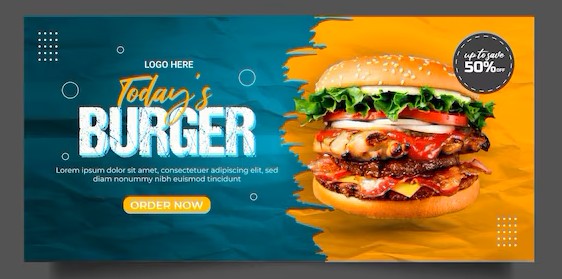 LOGO HERE
Today's
BURGER
Lorem ipsum dolor sit amet, consectetuer adipiscing elit, sed
diam nonummy nibh euismod tincidunt
ORDER NOW
up to save
50% OFF